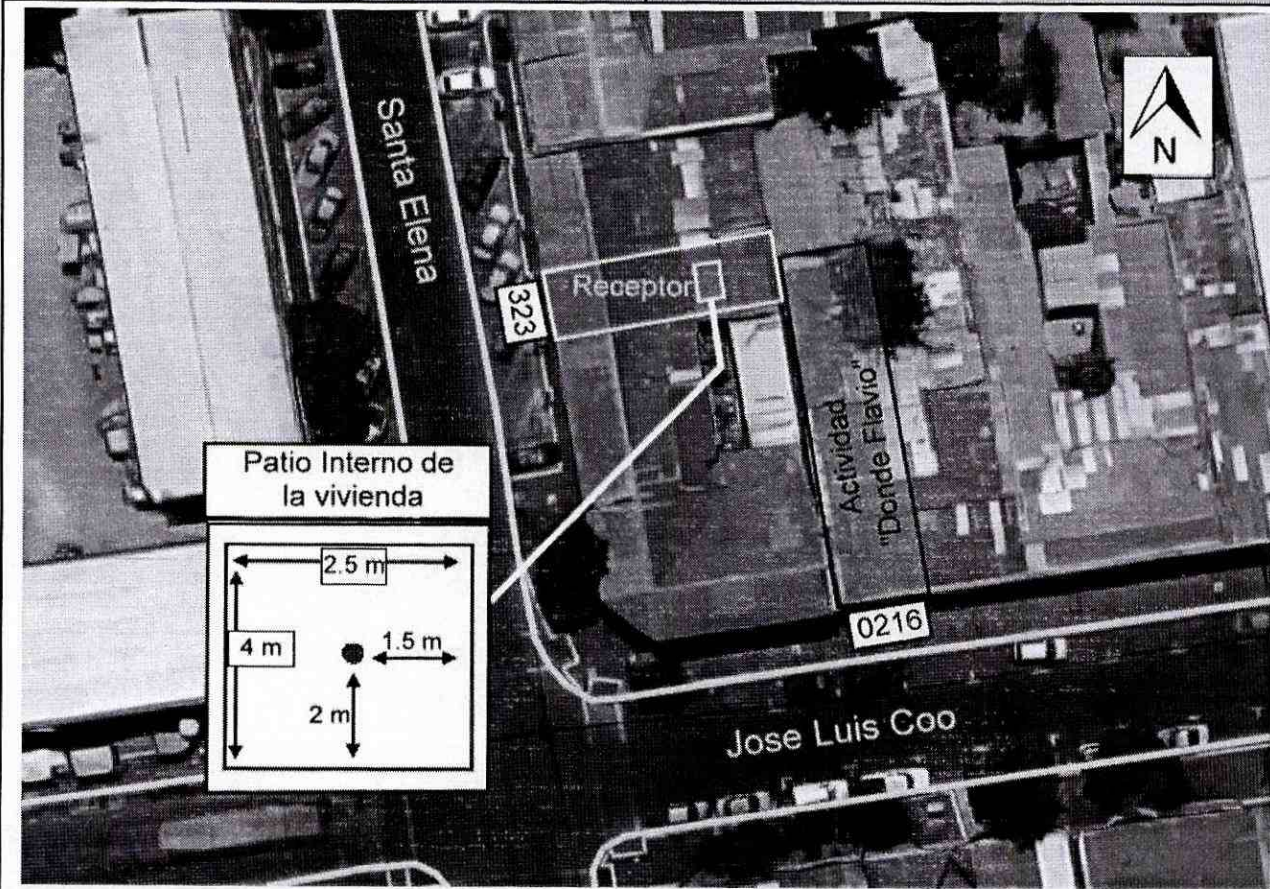 Santa Elena
N
Receptor
323
Actividad
"Donde Flavio"
Patio Interno de
la vivienda
2.5 m
4 m
1.5 m
2 m
0216
Jose Luis Coo